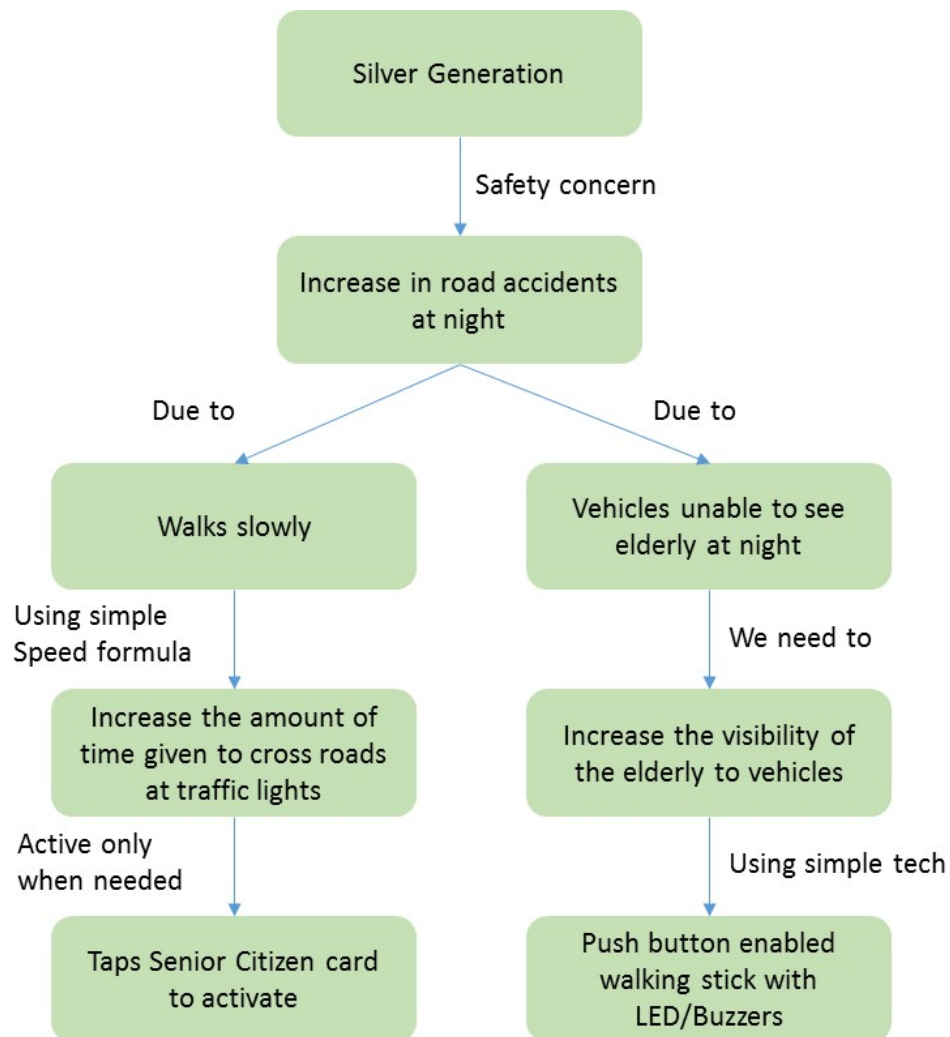 Silver Generation
Safety concern
Increase in road accidents
at night
Due to
Due to
Walks slowly
Vehicles unable to see
elderly at night
Using simple
Speed formula
We need to
Increase the amount of
time given to cross roads
at traffic lights
Increase the visibility of
the elderly to vehicles
Active only
when needed
Using simple tech
Taps Senior Citizen card
to activate
Push button enabled
walking stick with
LED/Buzzers